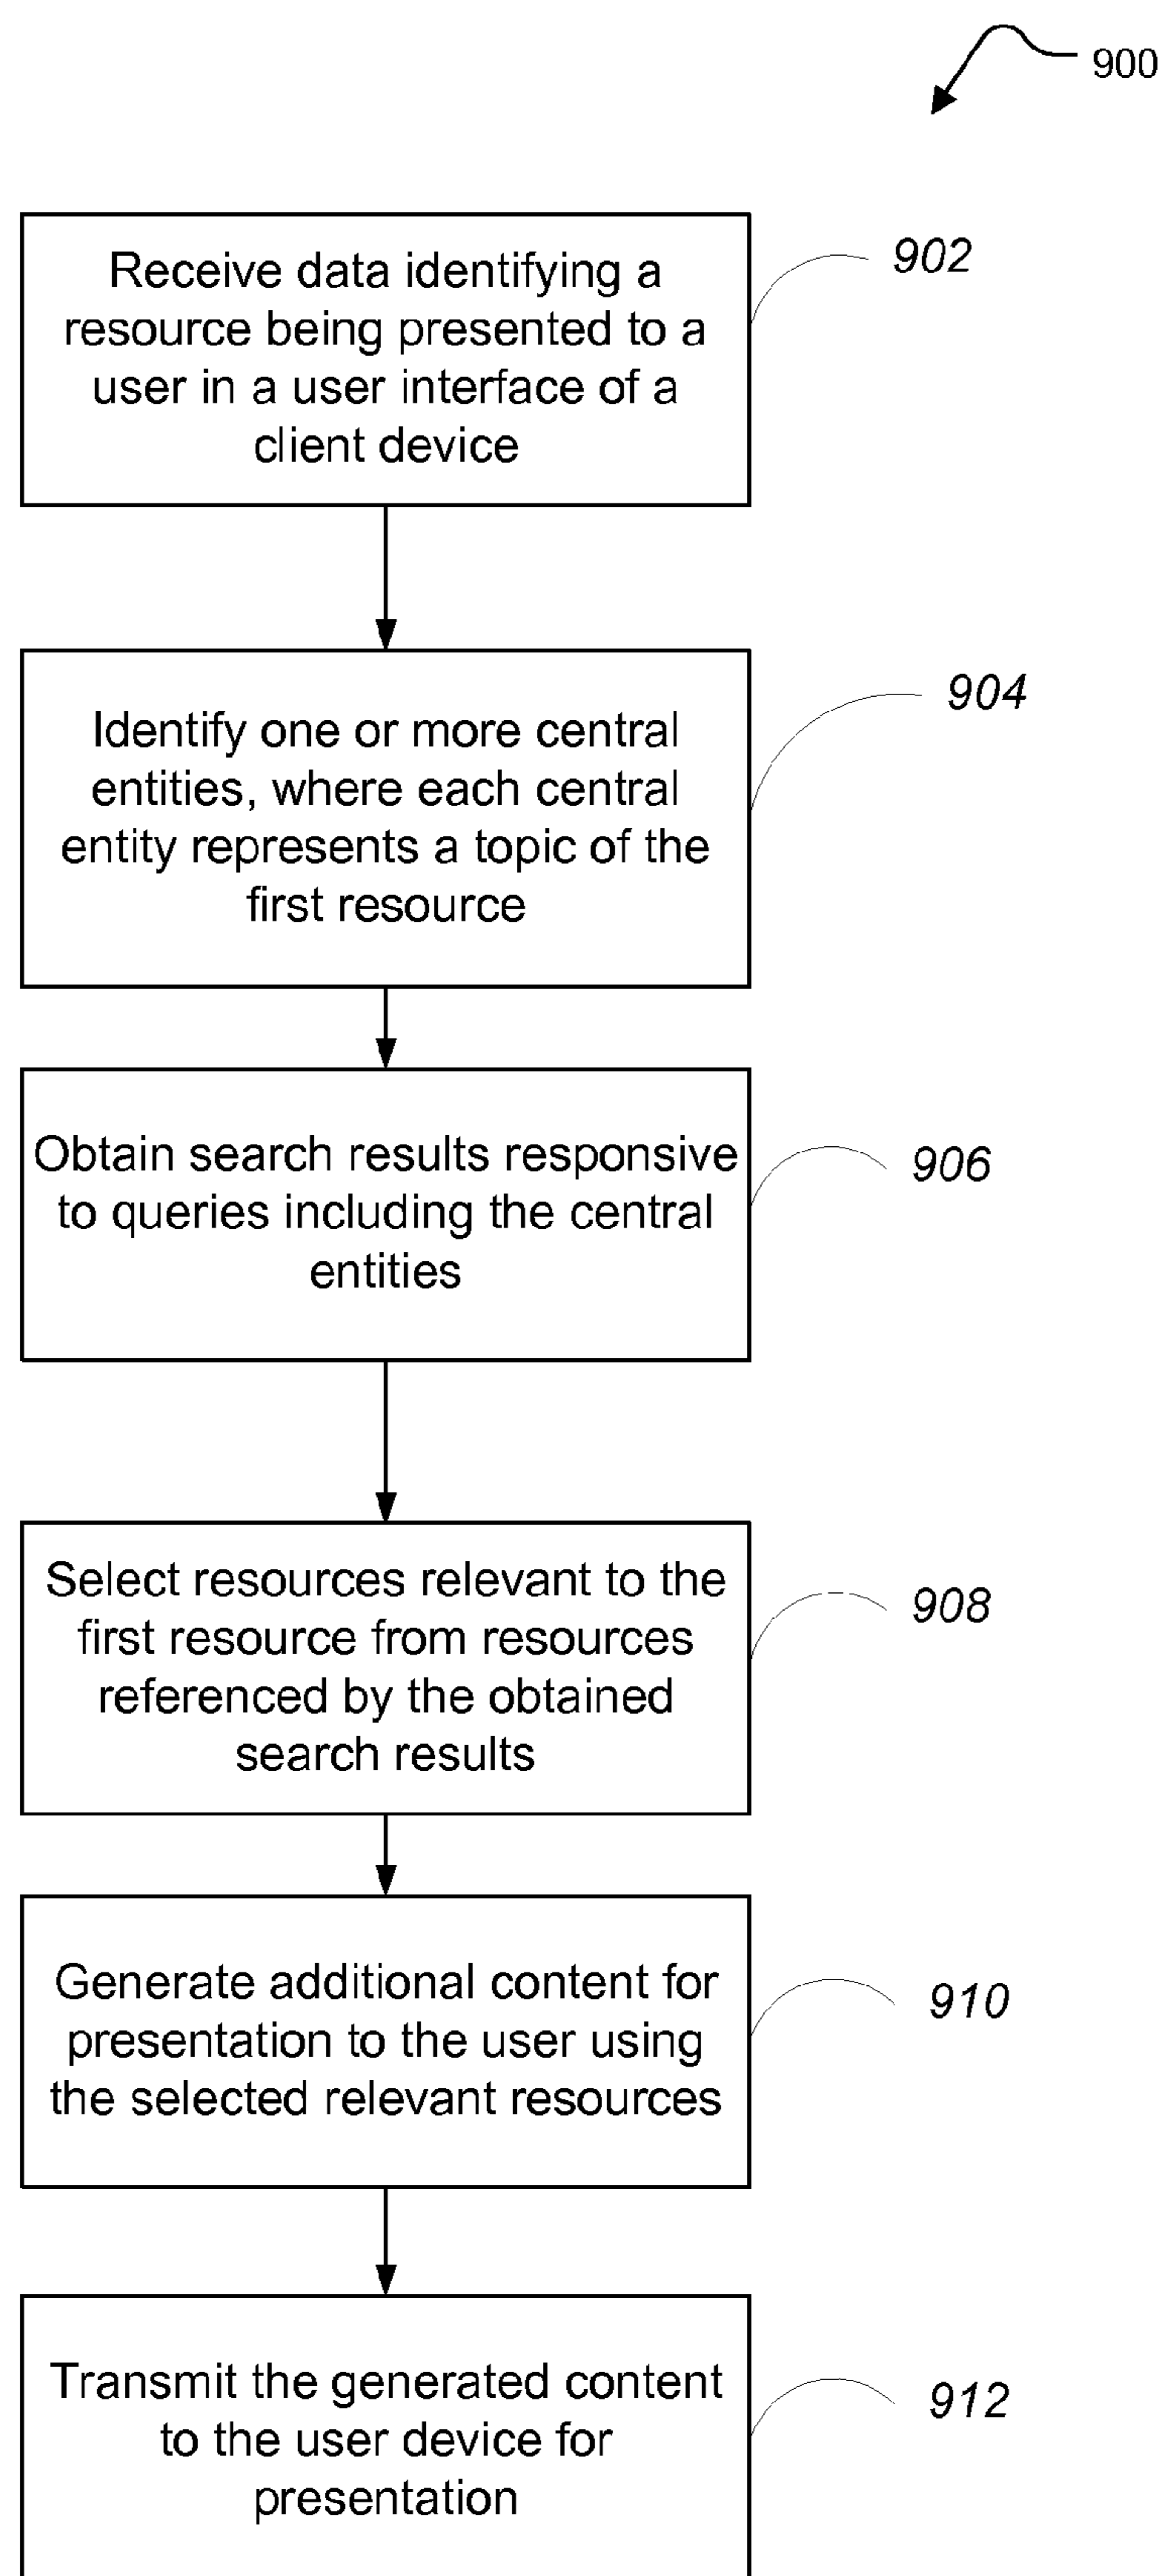 900
Receive data identifying a
resource being presented to a
user in a user interface of a
client device
902
Identify one or more central
entities, where each central
entity represents a topic of the
first resource
904
Obtain search results responsive
to queries including the central
entities
906
Select resources relevant to the
first resource from resources
referenced by the obtained
search results
908
Generate additional content for
presentation to the user using
the selected relevant resources
910
Transmit the generated content
to the user device for
presentation
912